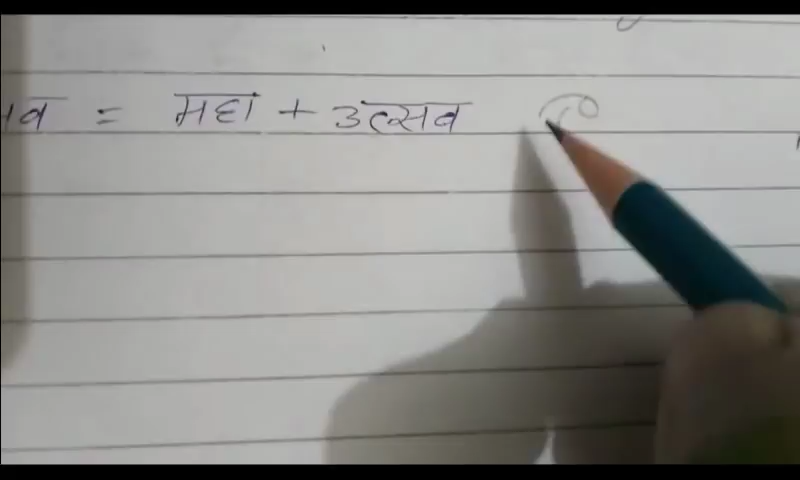 व = महा + उत्सव